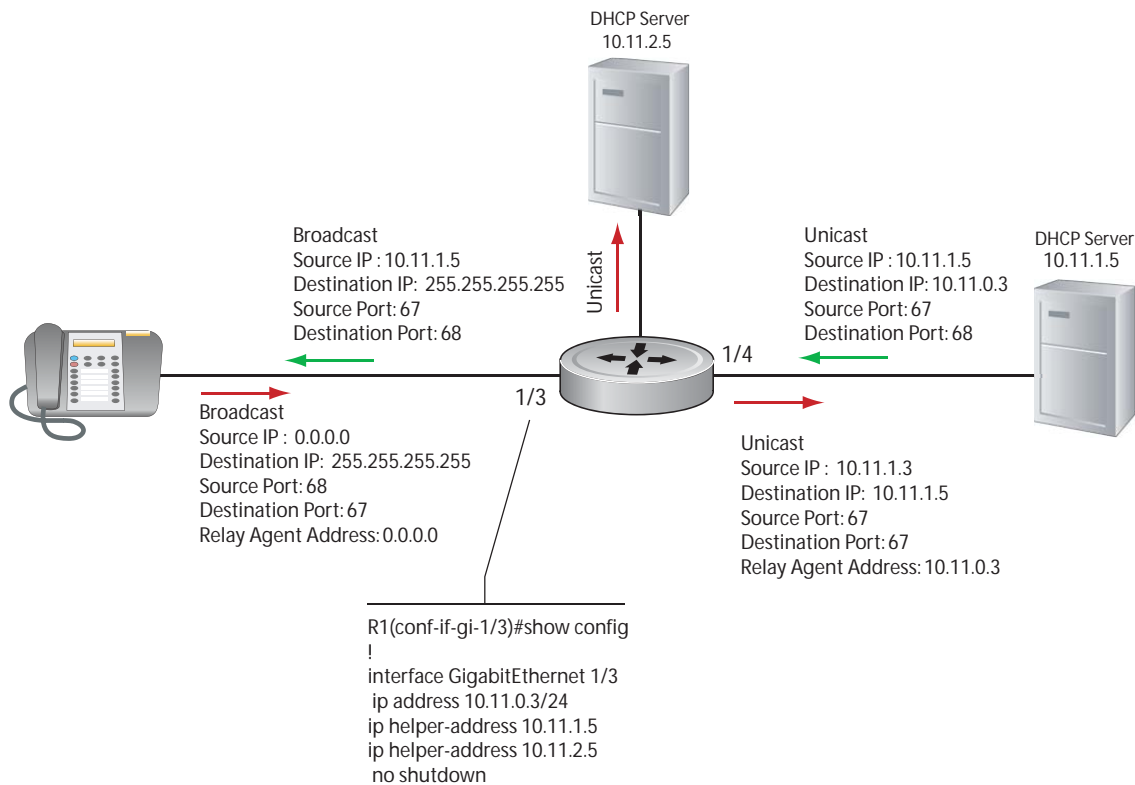 DHCP Server
10.11.2.5
Broadcast
Source IP : 10.11.1.5
Destination IP: 255.255.255.255
Source Port: 67
Destination Port: 68
Unicast
Unicast
Source IP : 10.11.1.5
Destination IP: 10.11.0.3
Source Port: 67
Destination Port: 68
DHCP Server
10.11.1.5
1/4
1/3
Broadcast
Source IP : 0.0.0.0
Destination IP: 255.255.255.255
Source Port: 68
Destination Port: 67
Relay Agent Address: 0.0.0.0
Unicast
Source IP : 10.11.1.3
Destination IP: 10.11.1.5
Source Port: 67
Destination Port: 67
Relay Agent Address: 10.11.0.3
R1(conf-if-gi-1/3)#show config
!
interface GigabitEthernet 1/3
ip address 10.11.0.3/24
ip helper-address 10.11.1.5
ip helper-address 10.11.2.5
no shutdown